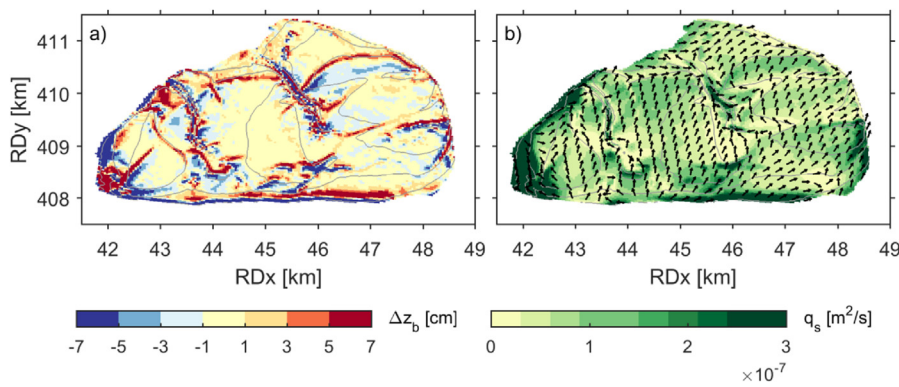 a)
b)
RDy [km]
411
410
409
408
42 43 44 45 46 47 48 49
42 43 44 45 46 47 48 49
RDx [km]
RDx [km]
Δz_b [cm]
-7 -5 -3 -1 1 3 5 7
q_s [m²/s]
0 1 2 3
×10⁻⁷